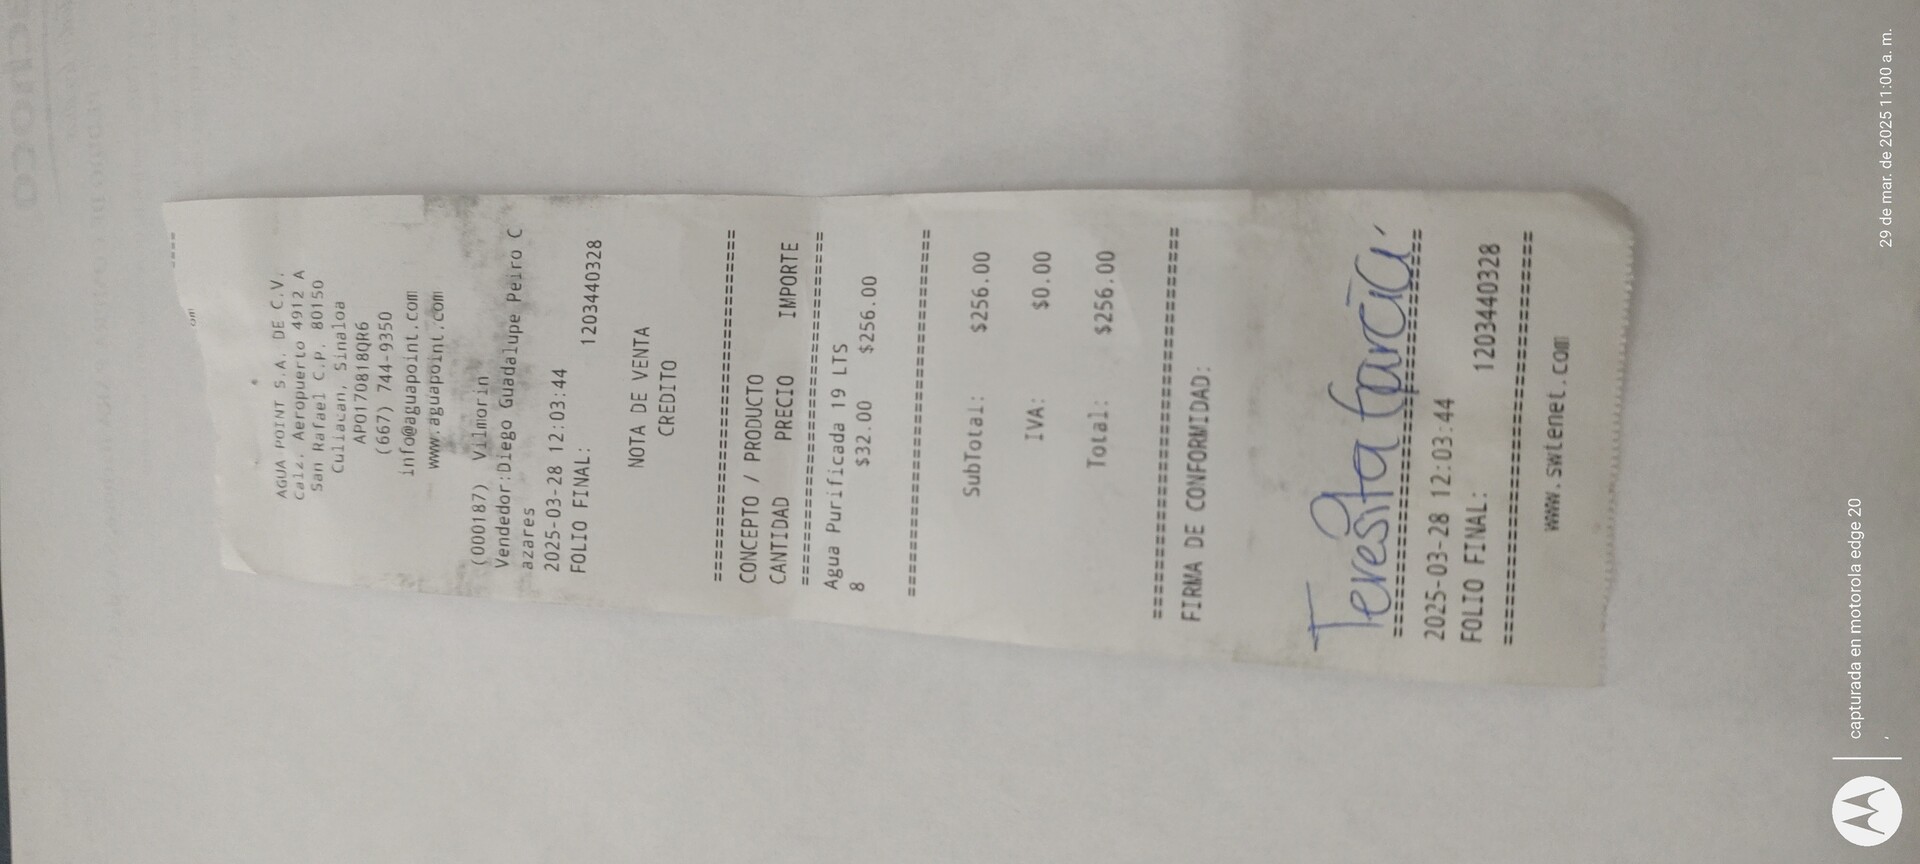 AGUA POINT S.A. DE C.V.
Calz. Aeropuerto 4912 A
San Rafael C.P. 80150
Culiacan, Sinaloa
APO170818QR6
(667) 744-9350
info@aguapoint.com
www.aguapoint.com
(000187) Vilmorin
Vendedor:Diego Guadalupe Peiro C
azares
2025-03-28 12:03:44
FOLIO FINAL: 1203440328
NOTA DE VENTA
CREDITO
================================
CONCEPTO / PRODUCTO
CANTIDAD PRECIO IMPORTE
================================
Agua Purificada 19 LTS
8 $32.00 $256.00
================================
SubTotal: $256.00
IVA: $0.00
Total: $256.00
================================
FIRMA DE CONFORMIDAD:
Teresita García
================================
2025-03-28 12:03:44
FOLIO FINAL: 1203440328
================================
www.swtenet.com
capturada en motorola edge 20
29 de mar. de 2025 11:00 a. m.